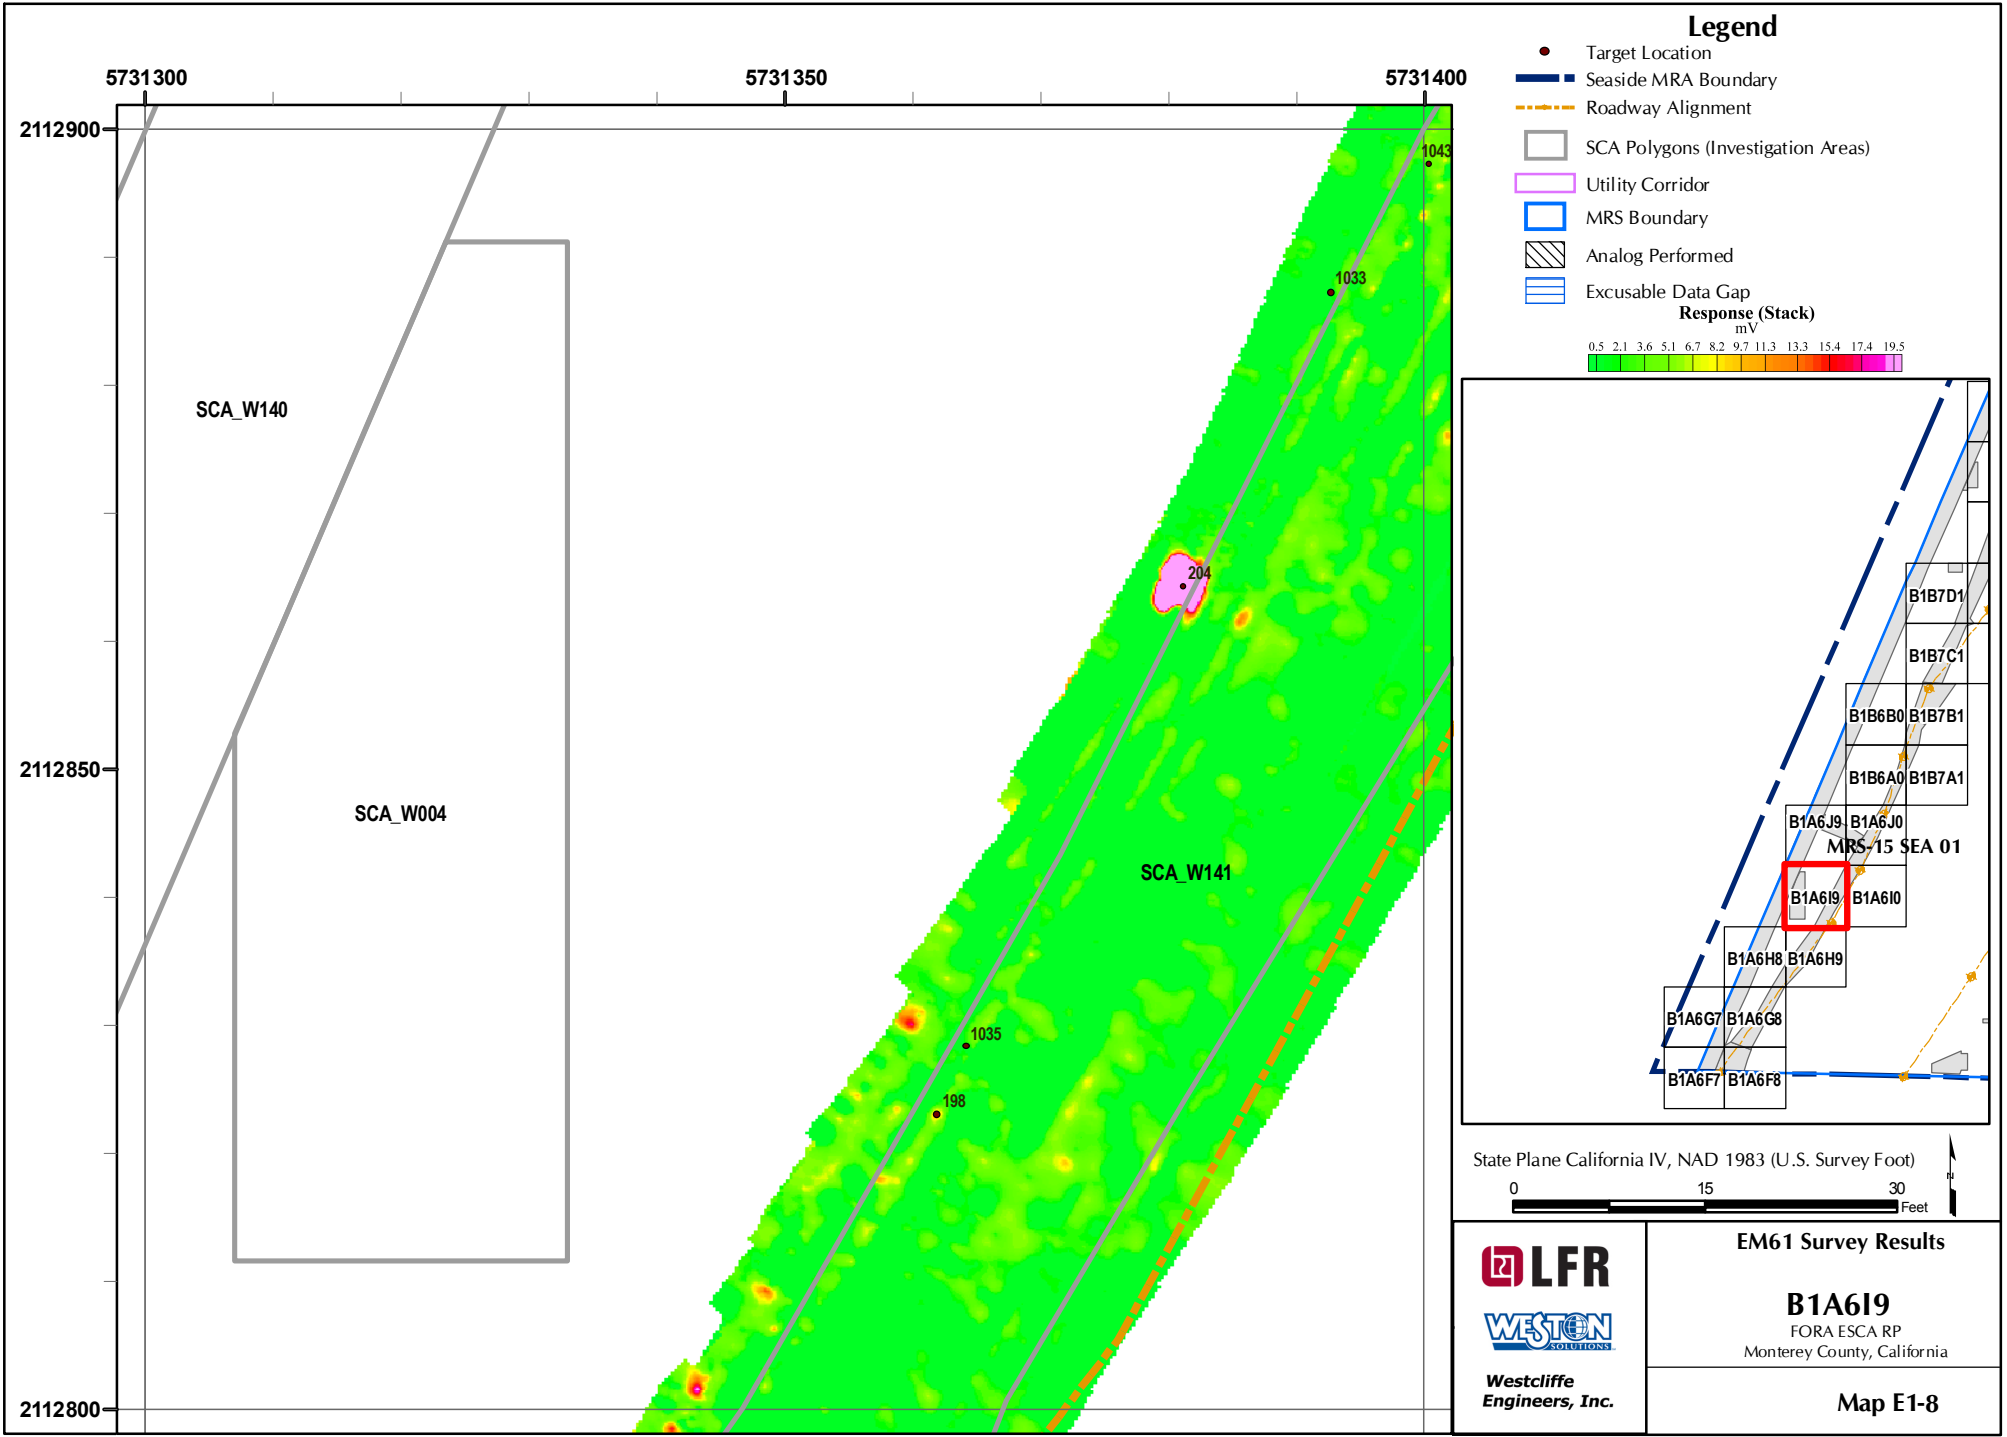 5731300
5731350
5731400
2112900
2112850
2112800
SCA_W140
SCA_W004
SCA_W141
1043
1033
204
1035
198
Legend
Target Location
Seaside MRA Boundary
Roadway Alignment
SCA Polygons (Investigation Areas)
Utility Corridor
MRS Boundary
Analog Performed
Excusable Data Gap
Response (Stack)
mV
0.5 2.1 3.6 5.1 6.7 8.2 9.7 11.3 13.3 15.4 17.4 19.5
B1B7D1
B1B7C1
B1B6B0 B1B7B1
B1B6A0 B1B7A1
B1A6J9 B1A6J0
MRS-15 SEA 01
B1A6I9 B1A6I0
B1A6H8 B1A6H9
B1A6G7 B1A6G8
B1A6F7 B1A6F8
State Plane California IV, NAD 1983 (U.S. Survey Foot)
0 15 30
Feet
N
LFR
WESTON
SOLUTIONS
Westcliffe
Engineers, Inc.
EM61 Survey Results
B1A6I9
FORA ESCA RP
Monterey County, California
Map E1-8